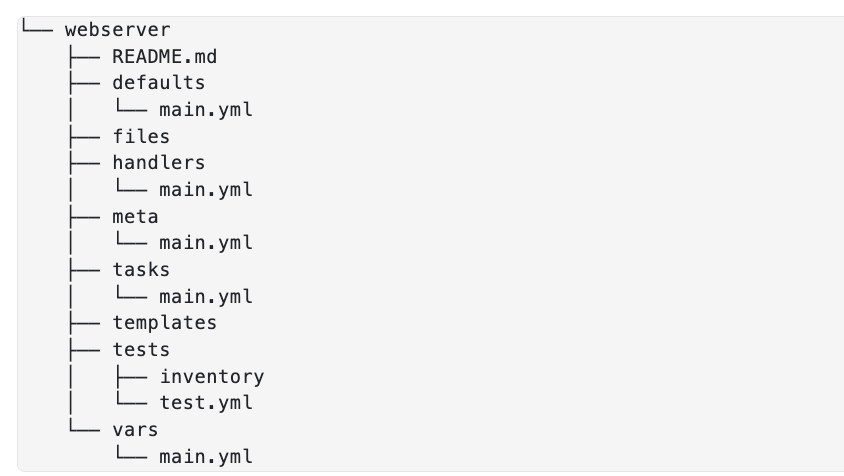 └── webserver
    ├── README.md
    ├── defaults
    │   └── main.yml
    ├── files
    ├── handlers
    │   └── main.yml
    ├── meta
    │   └── main.yml
    ├── tasks
    │   └── main.yml
    ├── templates
    ├── tests
    │   ├── inventory
    │   └── test.yml
    └── vars
        └── main.yml